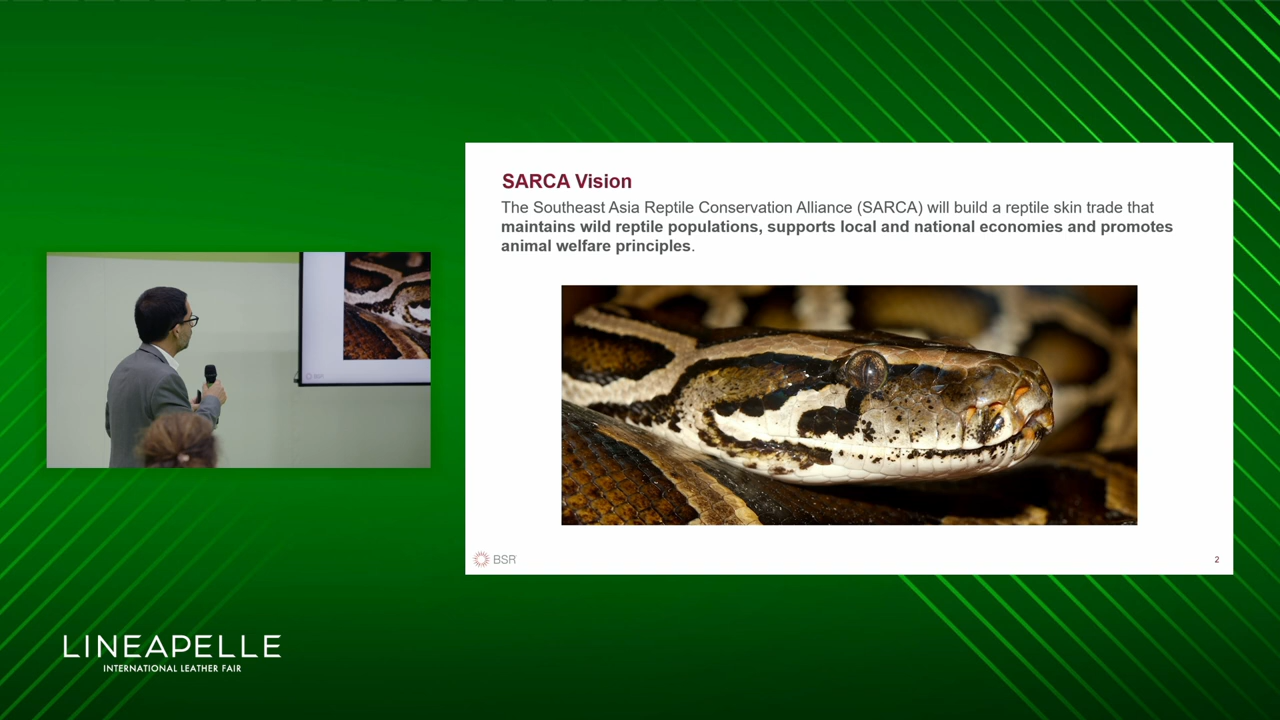 SARCA Vision
The Southeast Asia Reptile Conservation Alliance (SARCA) will build a reptile skin trade that
maintains wild reptile populations, supports local and national economies and promotes
animal welfare principles.
BSR
2
BSR
LINEAPELLE
INTERNATIONAL LEATHER FAIR